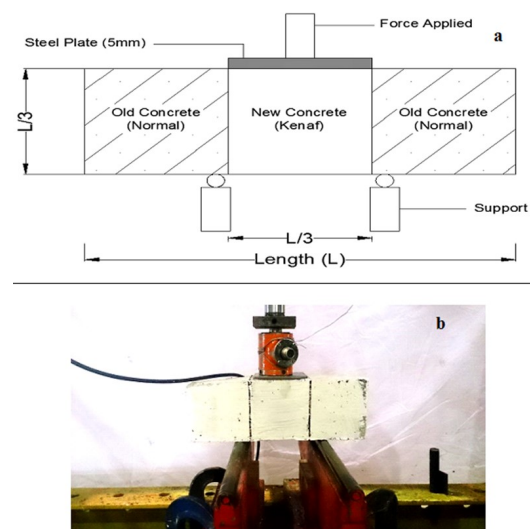 Force Applied
a
Steel Plate (5mm)
Old Concrete
(Normal)
New Concrete
(Kenaf)
Old Concrete
(Normal)
L/3
Support
L/3
Length (L)
b